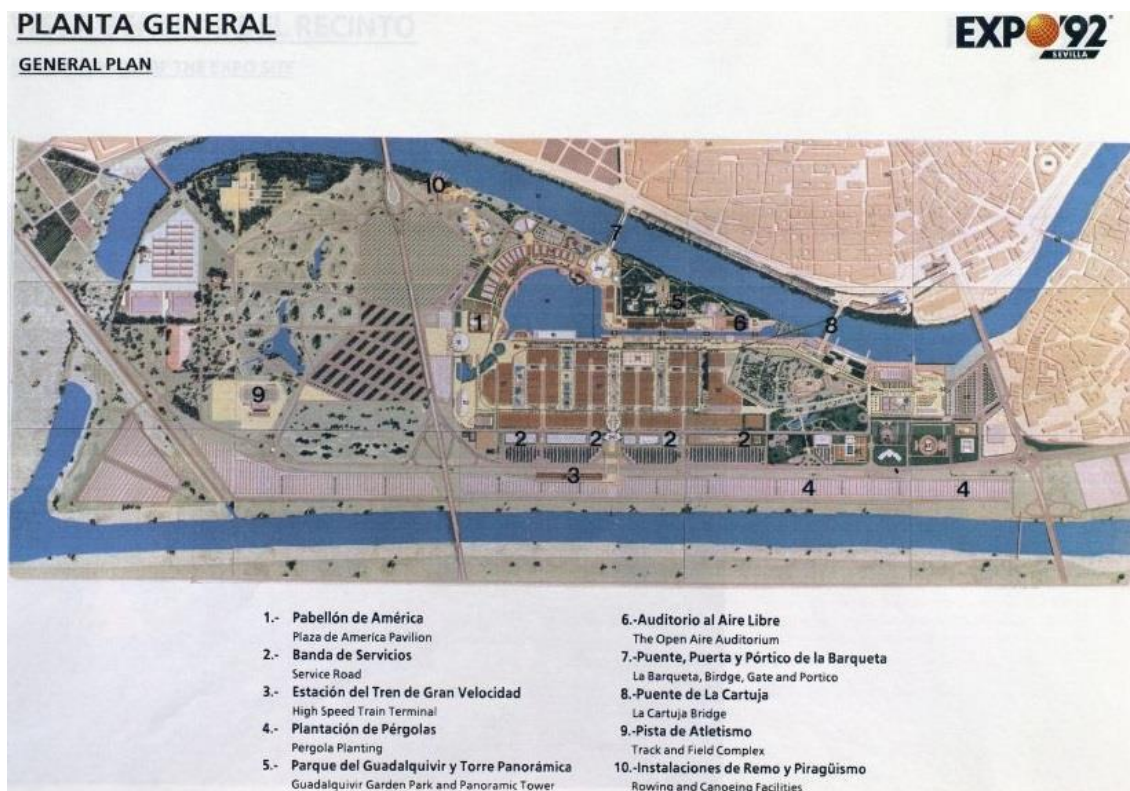 PLANTA GENERAL
GENERAL PLAN
EXPO'92
SEVILLA
10
7
5
1
6
8
9
2
2
2
2
3
4
4
1.- Pabellón de América
Plaza de America Pavilion
2.- Banda de Servicios
Service Road
3.- Estación del Tren de Gran Velocidad
High Speed Train Terminal
4.- Plantación de Pérgolas
Pergola Planting
5.- Parque del Guadalquivir y Torre Panorámica
Guadalquivir Garden Park and Panoramic Tower
6.-Auditorio al Aire Libre
The Open Aire Auditorium
7.-Puente, Puerta y Pórtico de la Barqueta
La Barqueta, Birdge, Gate and Portico
8.-Puente de La Cartuja
La Cartuja Bridge
9.-Pista de Atletismo
Track and Field Complex
10.-Instalaciones de Remo y Piragüismo
Rowing and Canoeing Facilities